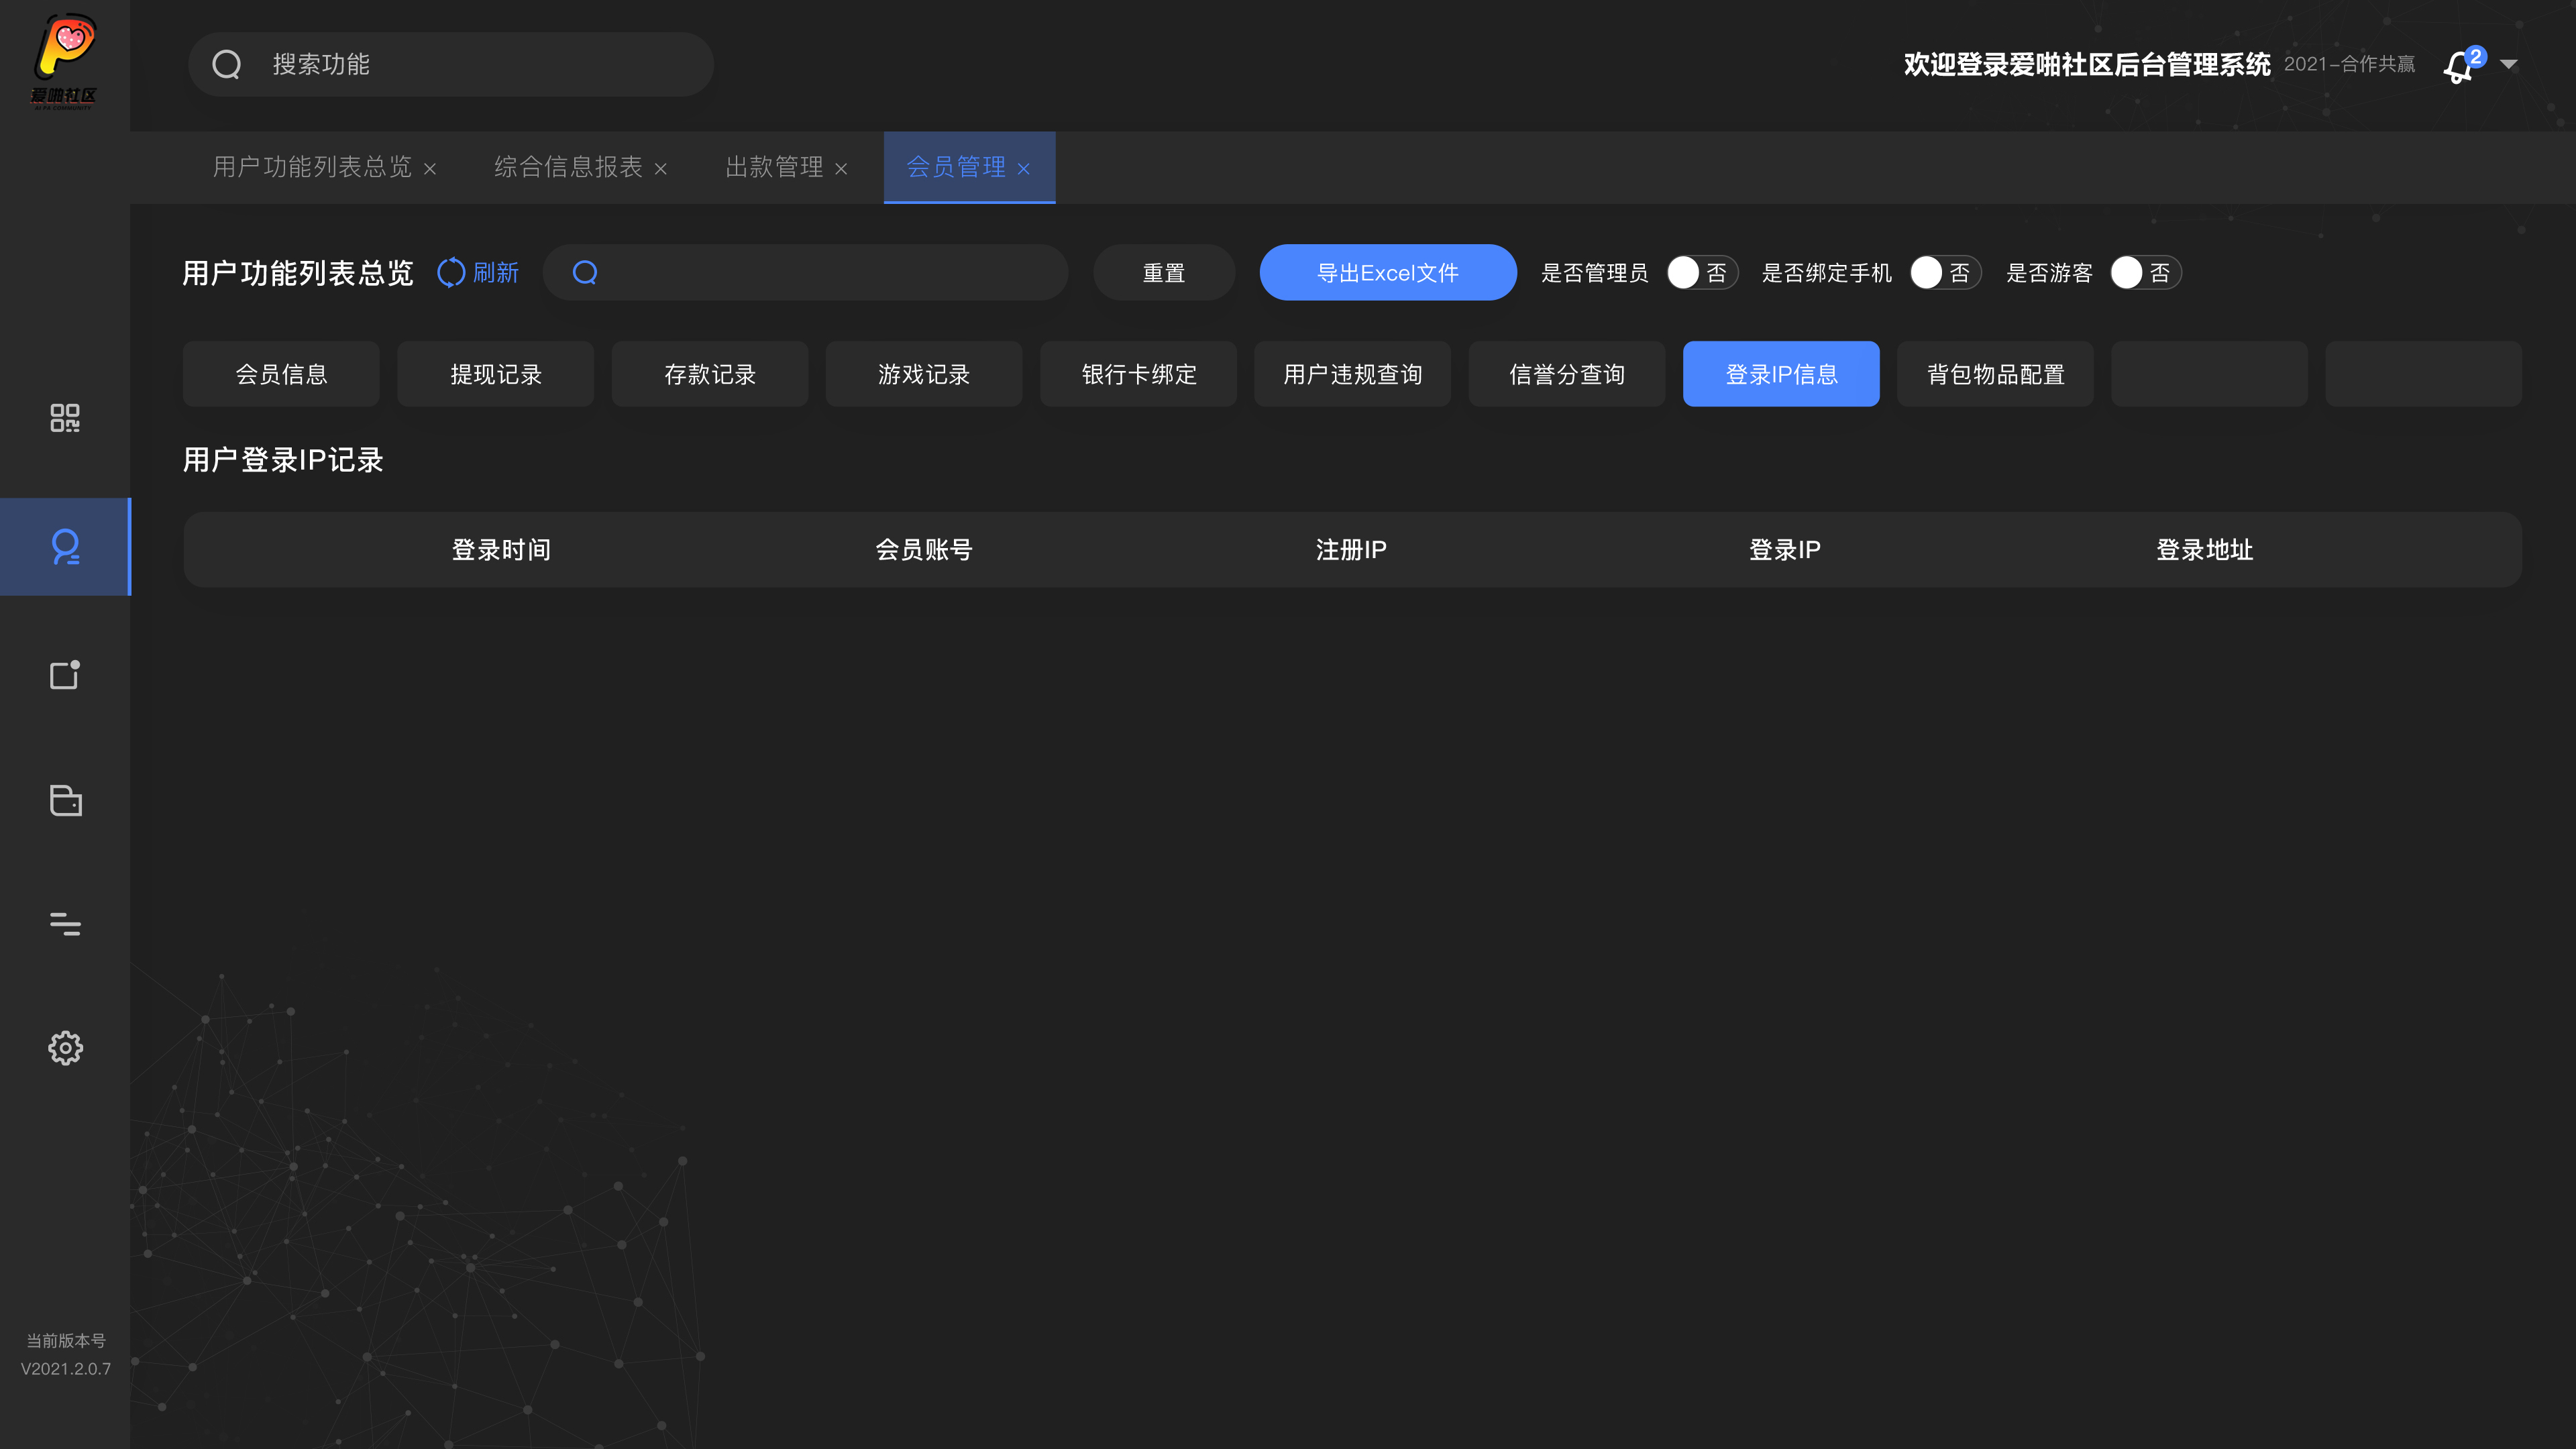 爱啪社区
搜索功能
欢迎登录爱啪社区后台管理系统 2021-合作共赢 2
用户功能列表总览 × 综合信息报表 × 出款管理 × 会员管理 ×
用户功能列表总览 刷新 重置 导出Excel文件 是否管理员 否 是否绑定手机 否 是否游客 否
会员信息 提现记录 存款记录 游戏记录 银行卡绑定 用户违规查询 信誉分查询 登录IP信息 背包物品配置
用户登录IP记录
登录时间 会员账号 注册IP 登录IP 登录地址
当前版本号
V2021.2.0.7